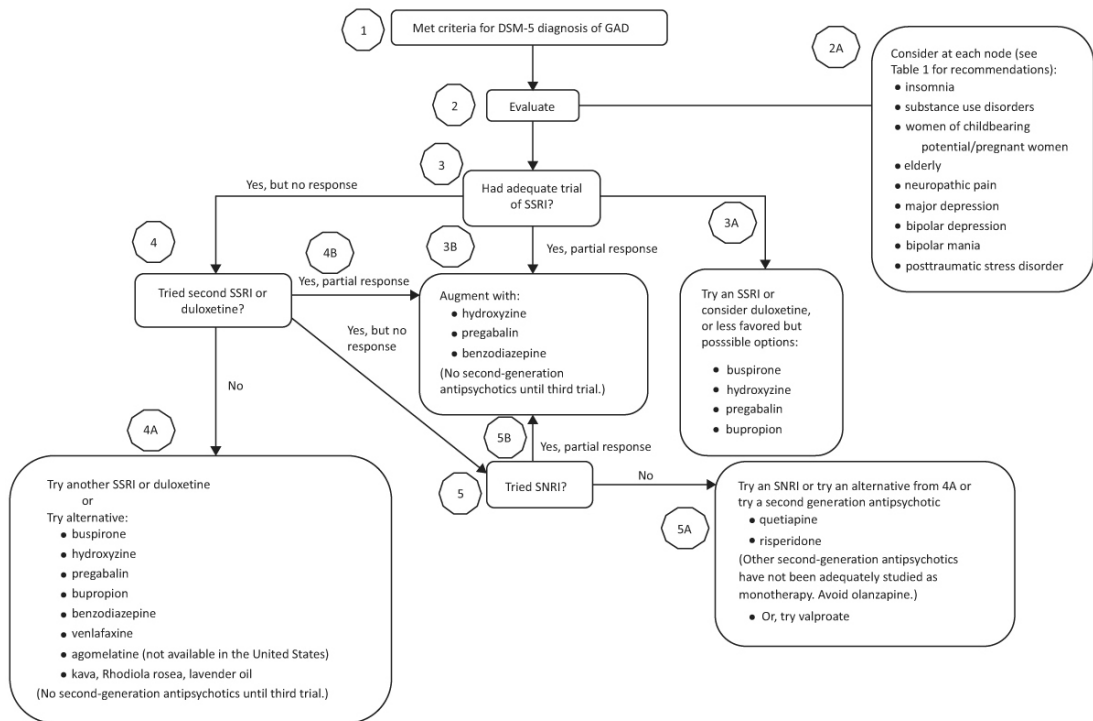 1
Met criteria for DSM-5 diagnosis of GAD
2A
Consider at each node (see
Table 1 for recommendations):
● insomnia
● substance use disorders
● women of childbearing
potential/pregnant women
● elderly
● neuropathic pain
● major depression
● bipolar depression
● bipolar mania
● posttraumatic stress disorder
2
Evaluate
3
Had adequate trial
of SSRI?
Yes, but no response
3A
Try an SSRI or
consider duloxetine,
or less favored but
posssible options:
● buspirone
● hydroxyzine
● pregabalin
● bupropion
3B
Yes, partial response
Augment with:
● hydroxyzine
● pregabalin
● benzodiazepine
(No second-generation
antipsychotics until third trial.)
4
Tried second SSRI or
duloxetine?
4B
Yes, partial response
Yes, but no
response
No
4A
Try another SSRI or duloxetine
or
Try alternative:
● buspirone
● hydroxyzine
● pregabalin
● bupropion
● benzodiazepine
● venlafaxine
● agomelatine (not available in the United States)
● kava, Rhodiola rosea, lavender oil
(No second-generation antipsychotics until third trial.)
5B
Yes, partial response
5
Tried SNRI?
No
5A
Try an SNRI or try an alternative from 4A or
try a second generation antipsychotic
● quetiapine
● risperidone
(Other second-generation antipsychotics
have not been adequately studied as
monotherapy. Avoid olanzapine.)
● Or, try valproate